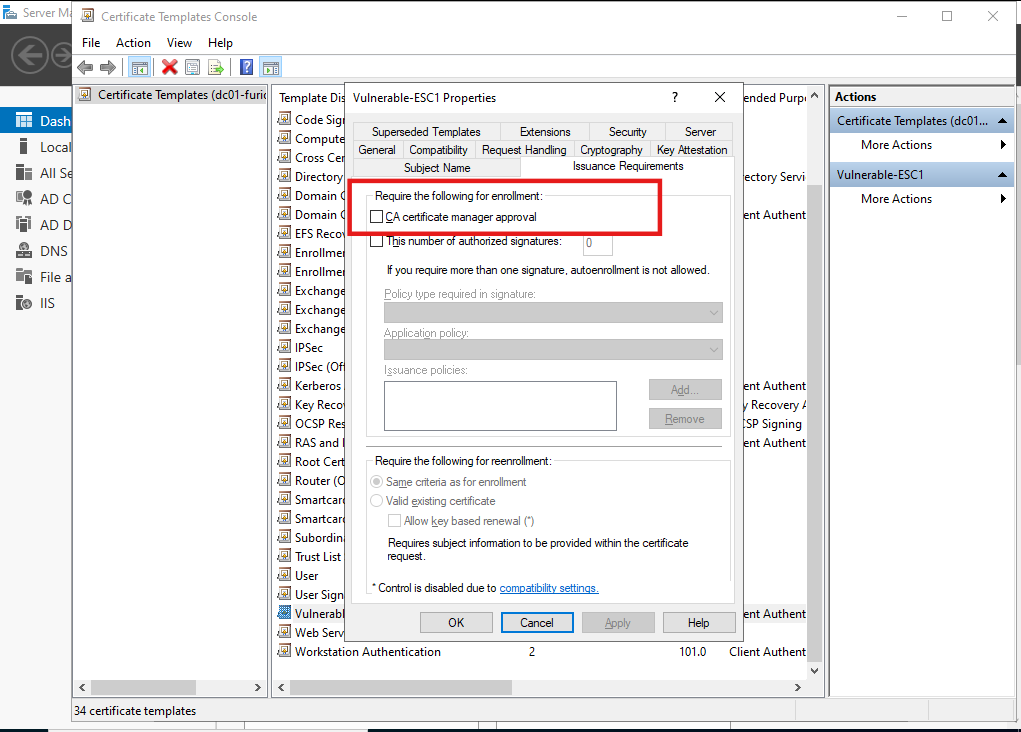 Server Ma
Certificate Templates Console
File Action View Help
Dash
Local
All Se
AD C
AD D
DNS
File a
IIS
Certificate Templates (dc01-furic
Template Dis
ended Purpo
Code Sign
Compute
Cross Cer
Directory
ectory Servi
Domain C
Domain C
ent Authent
EFS Reco
Enrollmer
Enrollmer
Exchange
Exchange
Exchange
IPSec
IPSec (Off
Kerberos
ent Authent
Key Recov
y Recovery A
OCSP Res
CSP Signing
RAS and I
ent Authent
Root Cert
Router (O
Smartcard
Smartcard
Subordina
Trust List
User
User Sign
Vulnerabl
ent Authent
Web Serv
Workstation Authentication 2 101.0 Client Authent
Vulnerable-ESC1 Properties ?
Superseded Templates Extensions Security Server
General Compatibility Request Handling Cryptography Key Attestation
Subject Name Issuance Requirements
Require the following for enrollment:
CA certificate manager approval
This number of authorized signatures: 0
If you require more than one signature, autoenrollment is not allowed.
Policy type required in signature:
Application policy:
Issuance policies:
Add...
Remove
Require the following for reenrollment:
Same criteria as for enrollment
Valid existing certificate
Allow key based renewal (*)
Requires subject information to be provided within the certificate
request.
* Control is disabled due to compatibility settings.
OK Cancel Apply Help
Actions
Certificate Templates (dc01...
More Actions
Vulnerable-ESC1
More Actions
34 certificate templates